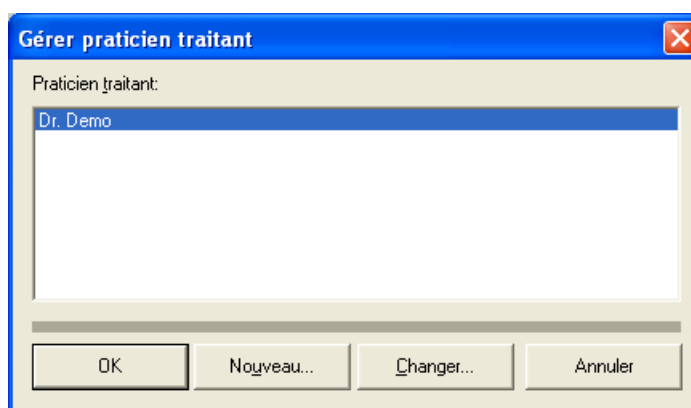 Gérer praticien traitant
Praticien traitant:
Dr. Demo
OK
Nouveau...
Changer...
Annuler